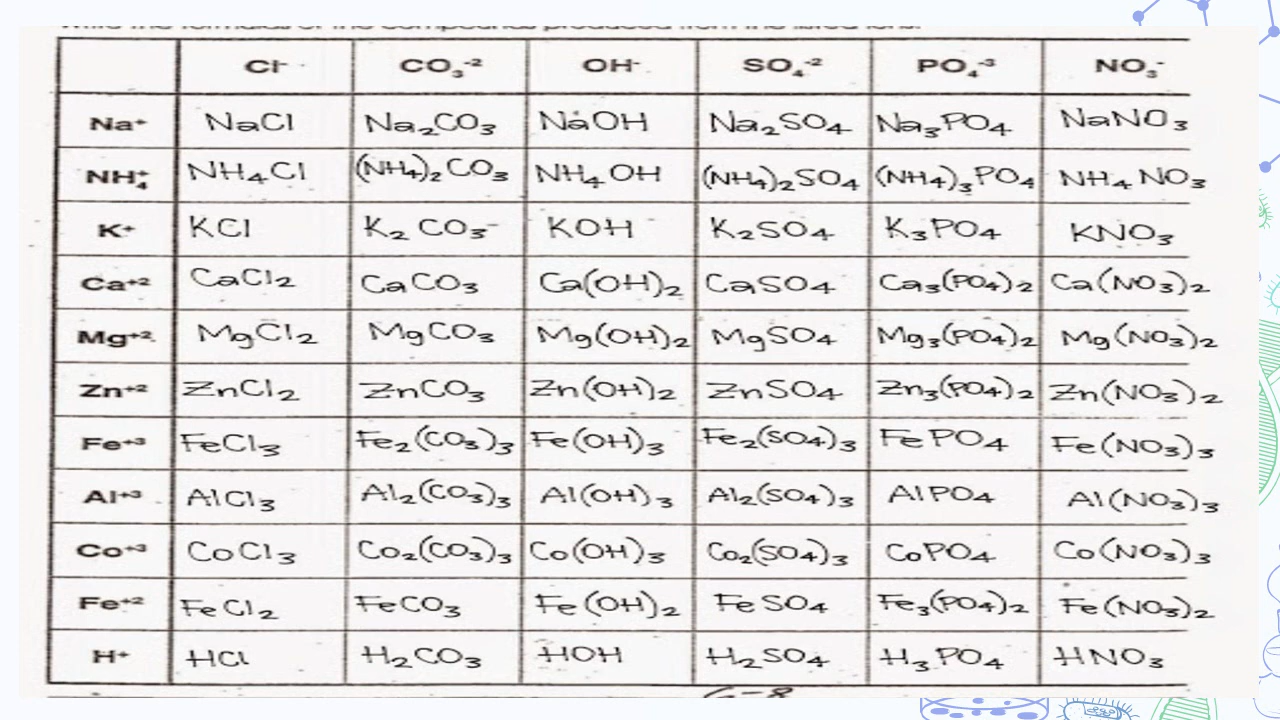 Cl⁻ CO₃⁻² OH⁻ SO₄⁻² PO₄⁻³ NO₃⁻
Na⁺ NaCl Na₂CO₃ NaOH Na₂SO₄ Na₃PO₄ NaNO₃
NH₄⁺ NH₄Cl (NH₄)₂CO₃ NH₄OH (NH₄)₂SO₄ (NH₄)₃PO₄ NH₄NO₃
K⁺ KCl K₂CO₃⁻ KOH K₂SO₄ K₃PO₄ KNO₃
Ca⁺² CaCl₂ CaCO₃ Ca(OH)₂ CaSO₄ Ca₃(PO₄)₂ Ca(NO₃)₂
Mg⁺² MgCl₂ MgCO₃ Mg(OH)₂ MgSO₄ Mg₃(PO₄)₂ Mg(NO₃)₂
Zn⁺² ZnCl₂ ZnCO₃ Zn(OH)₂ ZnSO₄ Zn₃(PO₄)₂ Zn(NO₃)₂
Fe⁺³ FeCl₃ Fe₂(CO₃)₃ Fe(OH)₃ Fe₂(SO₄)₃ FePO₄ Fe(NO₃)₃
Al⁺³ AlCl₃ Al₂(CO₃)₃ Al(OH)₃ Al₂(SO₄)₃ AlPO₄ Al(NO₃)₃
Co⁺³ CoCl₃ Co₂(CO₃)₃ Co(OH)₃ Co₂(SO₄)₃ CoPO₄ Co(NO₃)₃
Fe⁺² FeCl₂ FeCO₃ Fe(OH)₂ FeSO₄ Fe₃(PO₄)₂ Fe(NO₃)₂
H⁺ HCl H₂CO₃ HOH H₂SO₄ H₃PO₄ HNO₃